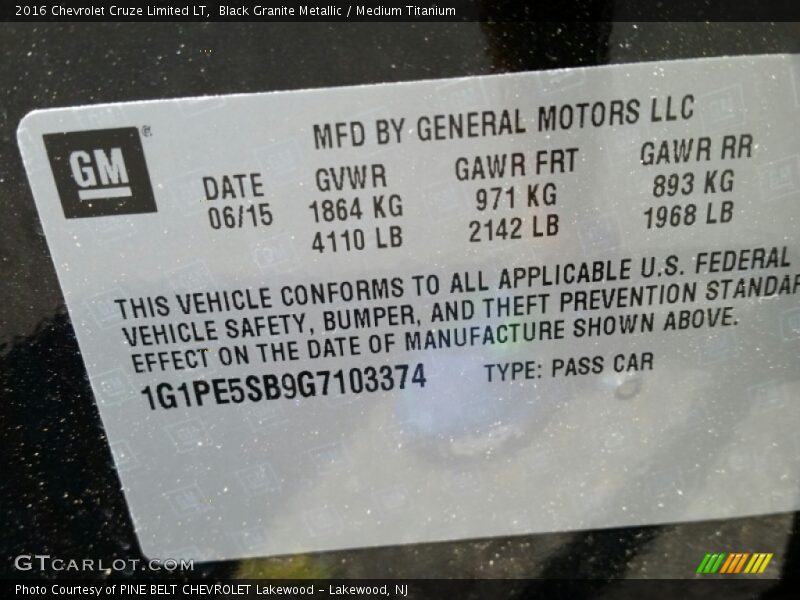 2016 Chevrolet Cruze Limited LT, Black Granite Metallic / Medium Titanium
GM
MFD BY GENERAL MOTORS LLC
DATE GVWR GAWR FRT GAWR RR
06/15 1864 KG 971 KG 893 KG
4110 LB 2142 LB 1968 LB
THIS VEHICLE CONFORMS TO ALL APPLICABLE U.S. FEDERAL
VEHICLE SAFETY, BUMPER, AND THEFT PREVENTION STANDAR
EFFECT ON THE DATE OF MANUFACTURE SHOWN ABOVE.
1G1PE5SB9G7103374 TYPE: PASS CAR
GTCARLOT.COM
Photo Courtesy of PINE BELT CHEVROLET Lakewood - Lakewood, NJ